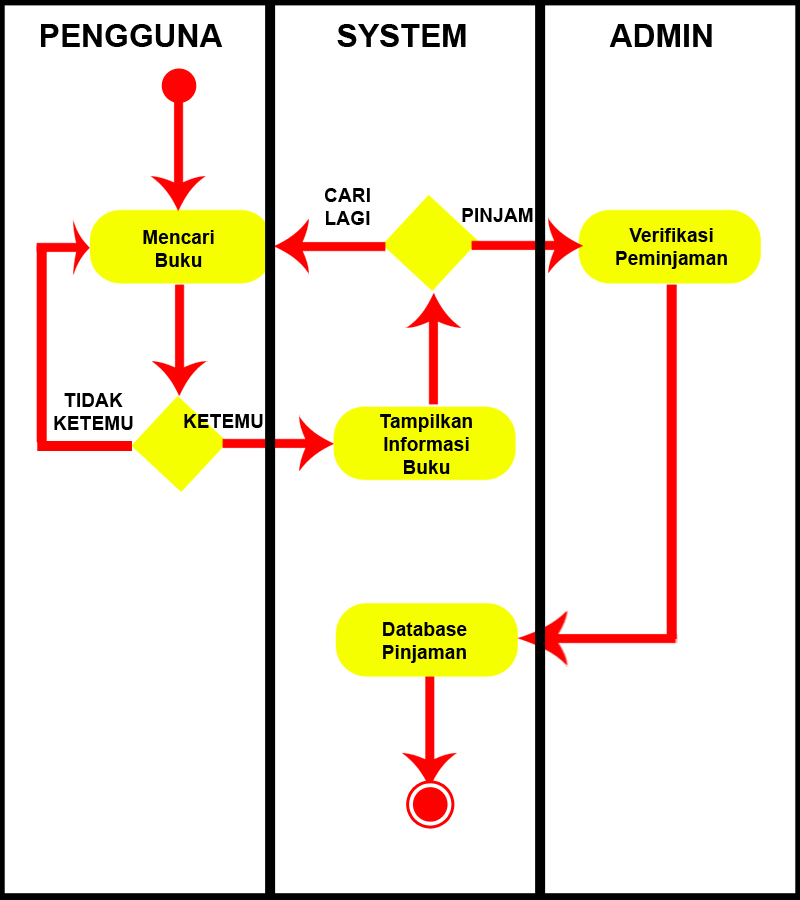 PENGGUNA
SYSTEM
ADMIN
Mencari
Buku
TIDAK
KETEMU
KETEMU
CARI
LAGI
PINJAM
Tampilkan
Informasi
Buku
Database
Pinjaman
Verifikasi
Peminjaman